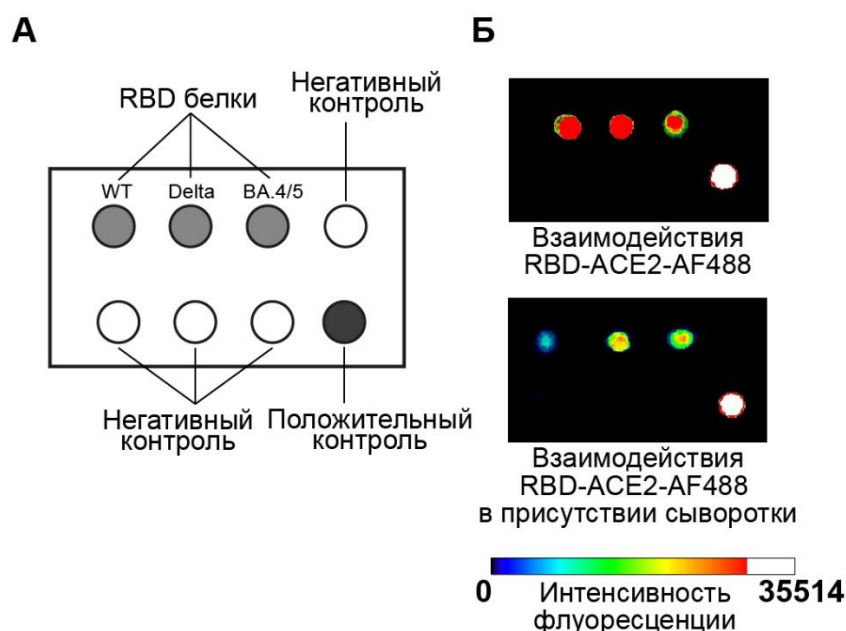 А
Негативный
контроль
RBD белки
WT
Delta
BA.4/5
Негативный
контроль
Положительный
контроль
Б
Взаимодействия
RBD-ACE2-AF488
Взаимодействия
RBD-ACE2-AF488
в присутствии сыворотки
0
Интенсивность
флуоресценции
35514